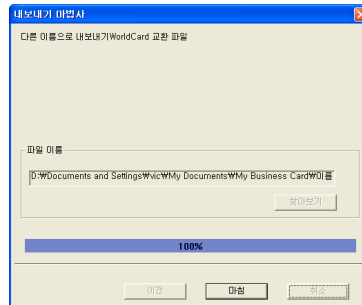 내보내기 마법사
다른 이름으로 내보내기WorldCard 교환 파일
파일 이름
D:₩Documents and Settings₩vic₩My Documents₩My Business Card₩이름
찾아보기
100%
이전
마침
취소